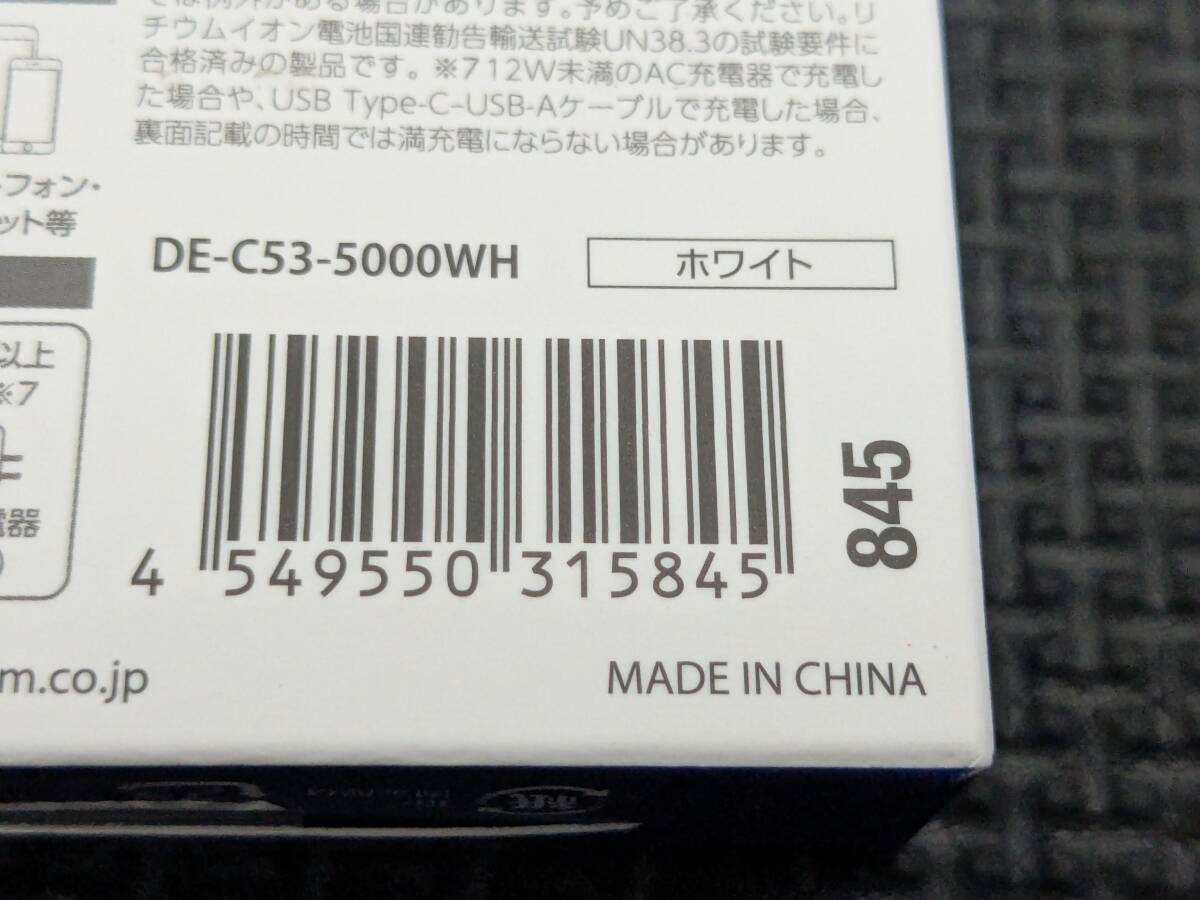 では例外がある場合があります。予めご了承ください。リ
チウムイオン電池国連勧告輸送試験UN38.3の試験要件に
合格済みの製品です。※712W未満のAC充電器で充電し
た場合や、USB Type-C-USB-Aケーブルで充電した場合、
裏面記載の時間では満充電にならない場合があります。
フォン・
ット等
DE-C53-5000WH
ホワイト
以上
※7
電器
4 549550 315845
845
m.co.jp
MADE IN CHINA